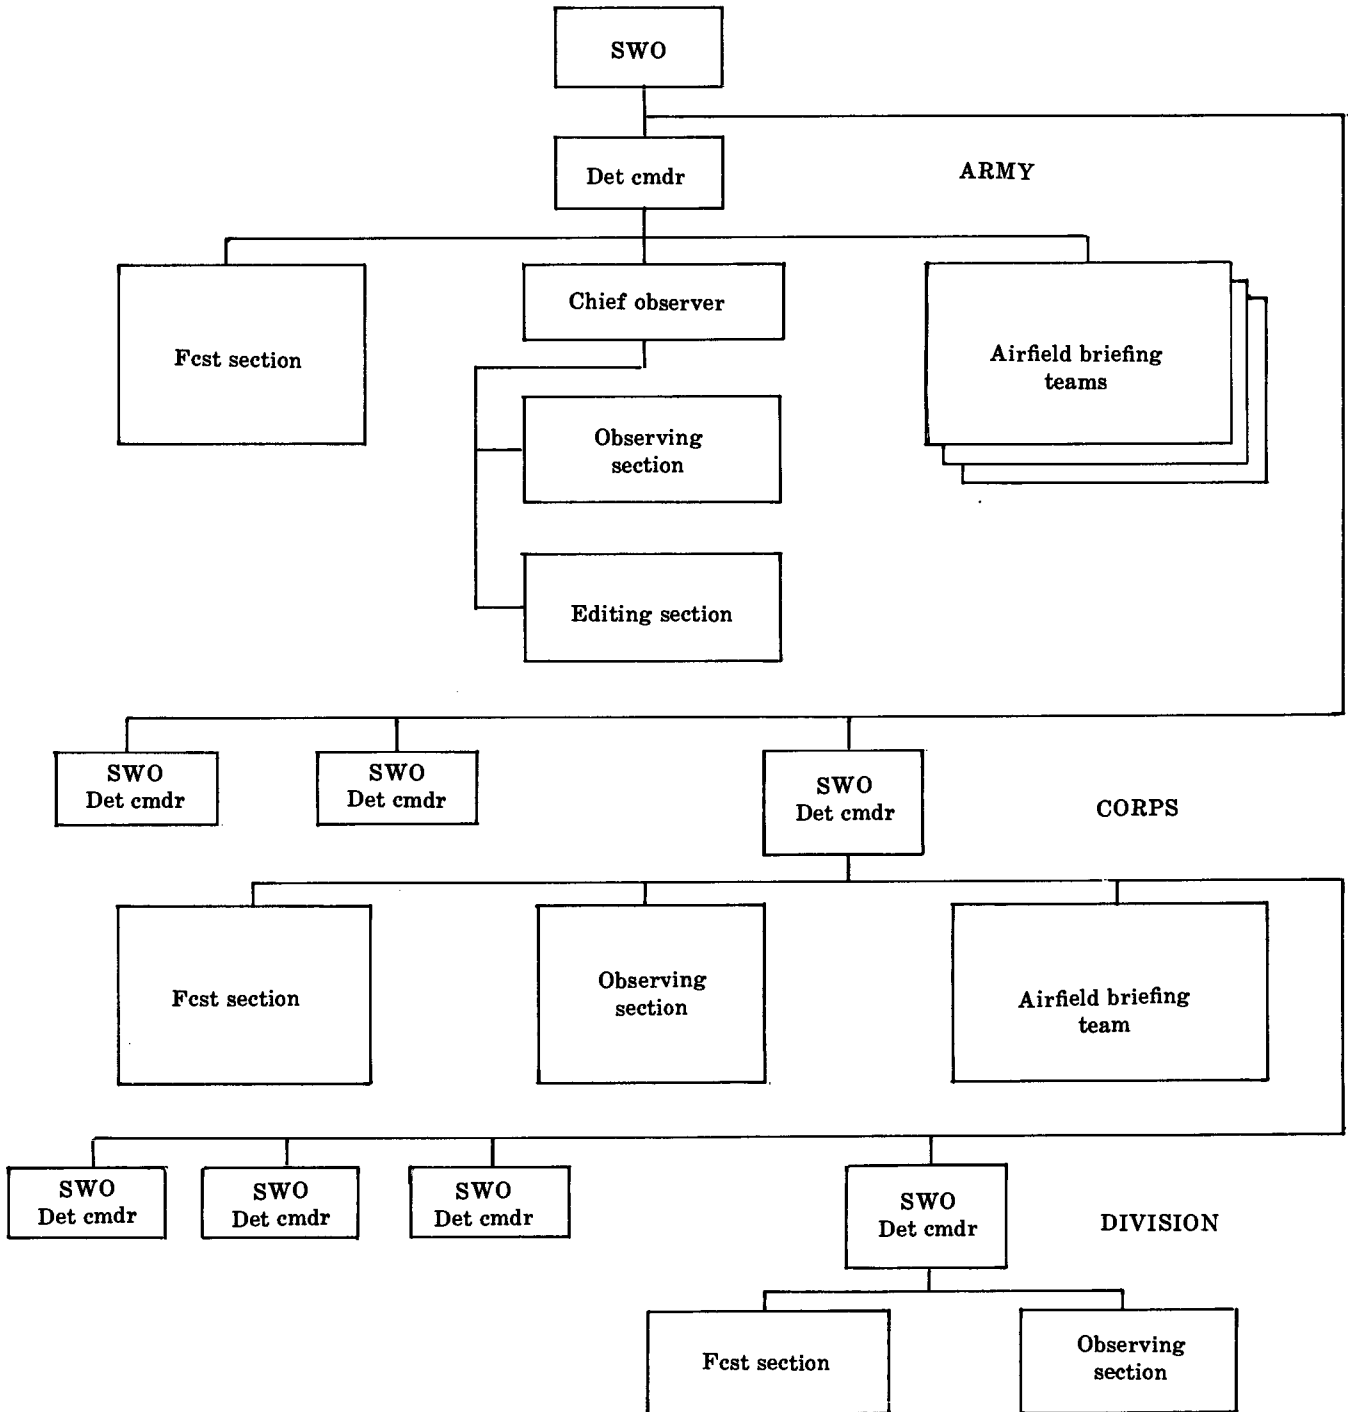 SWO
Det cmdr
ARMY
Fcst section
Chief observer
Airfield briefing
teams
Observing
section
Editing section
SWO
Det cmdr
SWO
Det cmdr
SWO
Det cmdr
CORPS
Fcst section
Observing
section
Airfield briefing
team
SWO
Det cmdr
SWO
Det cmdr
SWO
Det cmdr
SWO
Det cmdr
DIVISION
Fcst section
Observing
section